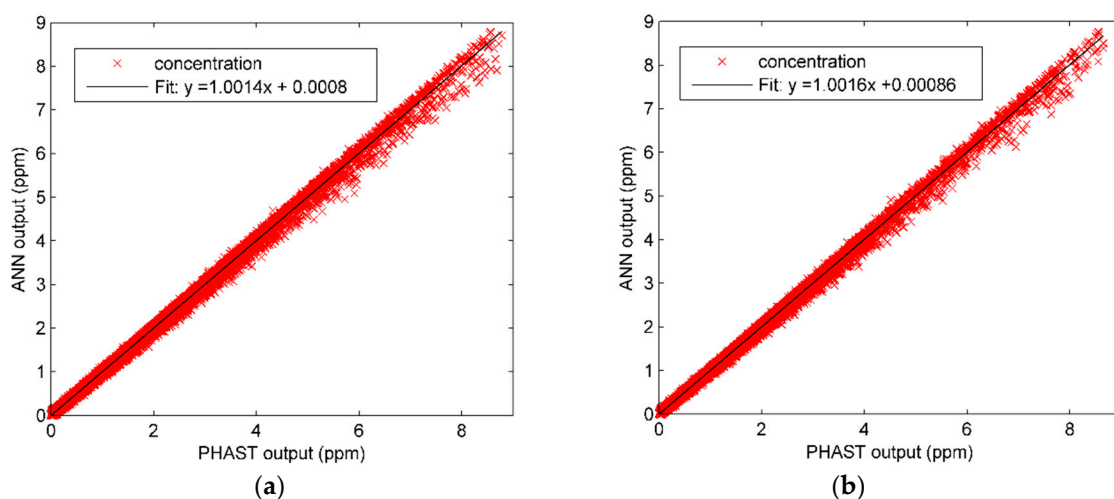 9
8
7
6
5
4
3
2
1
0
ANN output (ppm)
× concentration
Fit: y =1.0014x + 0.0008
0 2 4 6 8
PHAST output (ppm)
(a)
9
8
7
6
5
4
3
2
1
0
ANN output (ppm)
× concentration
Fit: y =1.0016x +0.00086
0 2 4 6 8
PHAST output (ppm)
(b)